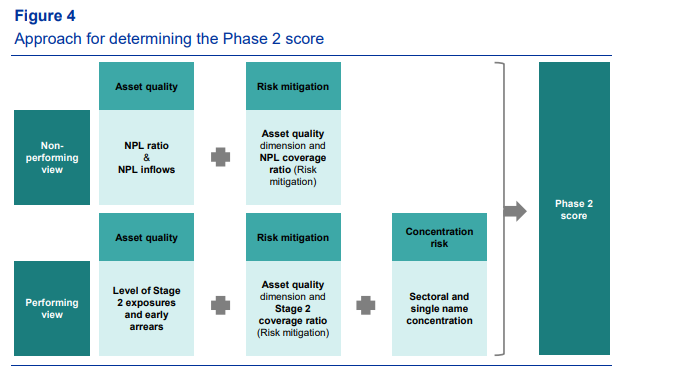 Figure 4
Approach for determining the Phase 2 score
Asset quality
Risk mitigation
Non-
performing
view
NPL ratio
&
NPL inflows
Asset quality
dimension and
NPL coverage
ratio (Risk
mitigation)
Phase 2
score
Asset quality
Risk mitigation
Concentration
risk
Performing
view
Level of Stage
2 exposures
and early
arrears
Asset quality
dimension and
Stage 2
coverage ratio
(Risk mitigation)
Sectoral and
single name
concentration